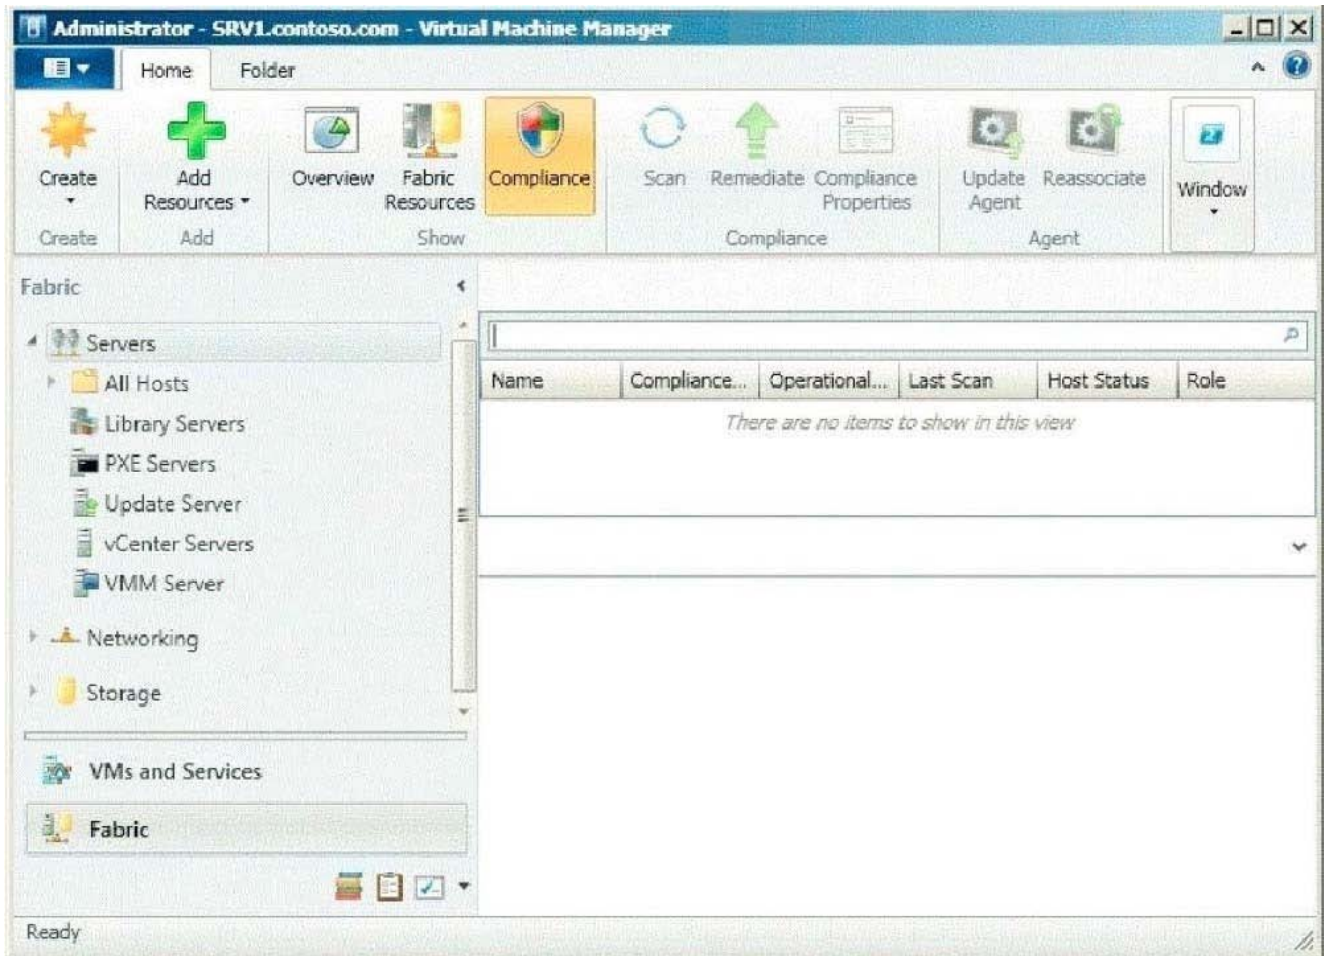 Administrator - SRV1.contoso.com - Virtual Machine Manager
Home Folder
Create
Add Resources
Overview
Fabric Resources
Compliance
Scan
Remediate
Compliance Properties
Update Agent
Reassociate
Window
Create Add Show Compliance Agent
Fabric
Servers
All Hosts
Library Servers
PXE Servers
Update Server
vCenter Servers
VMM Server
Networking
Storage
VMs and Services
Fabric
Name Compliance... Operational... Last Scan Host Status Role
There are no items to show in this view
Ready